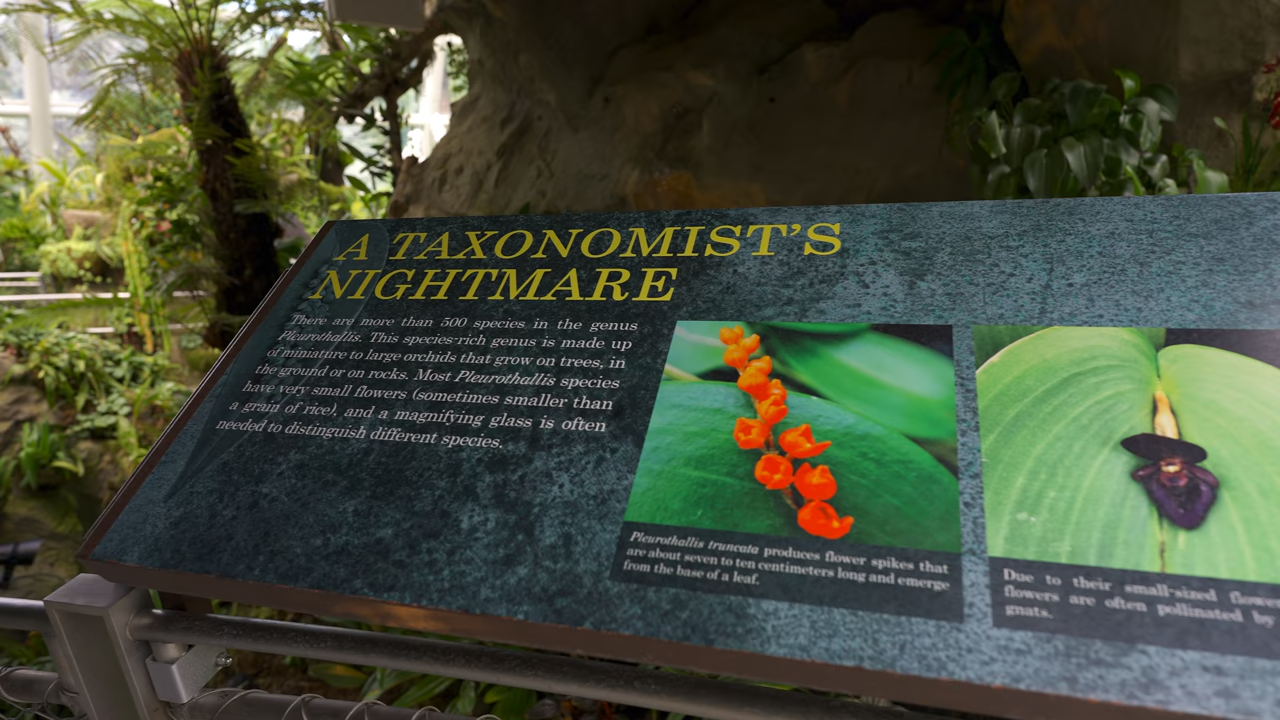 A TAXONOMIST'S
NIGHTMARE
There are more than 500 species in the genus
Pleurothallis. This species-rich genus is made up
of miniature to large orchids that grow on trees, in
the ground or on rocks. Most Pleurothallis species
have very small flowers (sometimes smaller than
a grain of rice), and a magnifying glass is often
needed to distinguish different species.
Pleurothallis truncata produces flower spikes that
are about seven to ten centimeters long and emerge
from the base of a leaf.
Due to their small-sized flowe
flowers are often pollinated by
gnats.